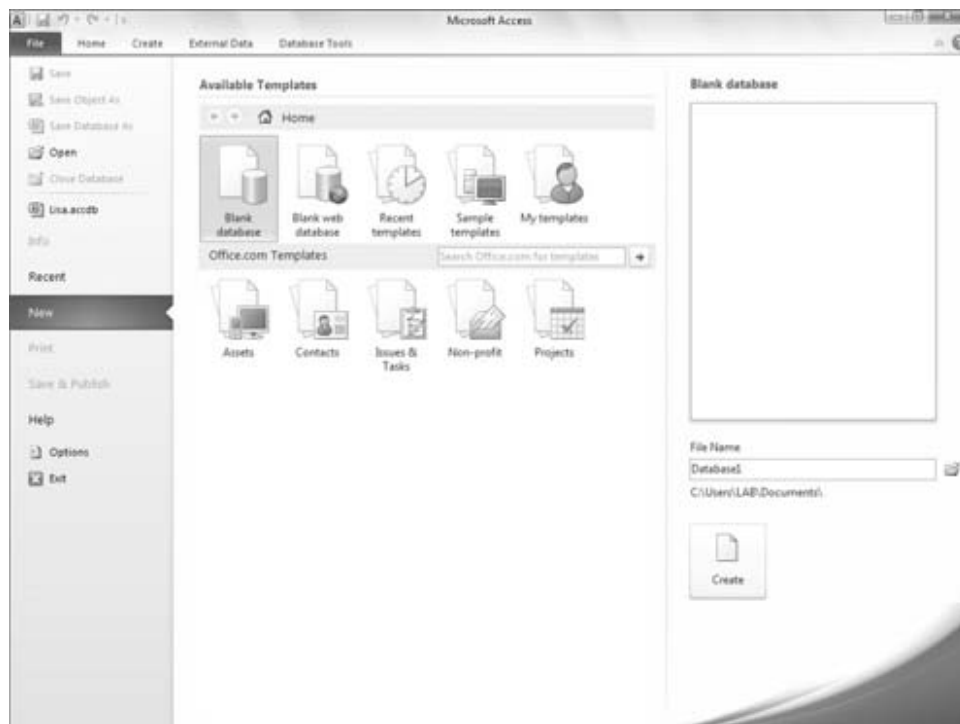 Microsoft Access
File Home Create External Data Database Tools
Save
Save Object As
Save Database As
Open
Close Database
Lisa.accdb
Info
Recent
New
Print
Save & Publish
Help
Options
Exit
Available Templates
Home
Blank database
Blank web database
Recent templates
Sample templates
My templates
Office.com Templates
Search Office.com for templates
Assets
Contacts
Issues & Tasks
Non-profit
Projects
Blank database
File Name
Database1
C:\Users\LAB\Documents\
Create